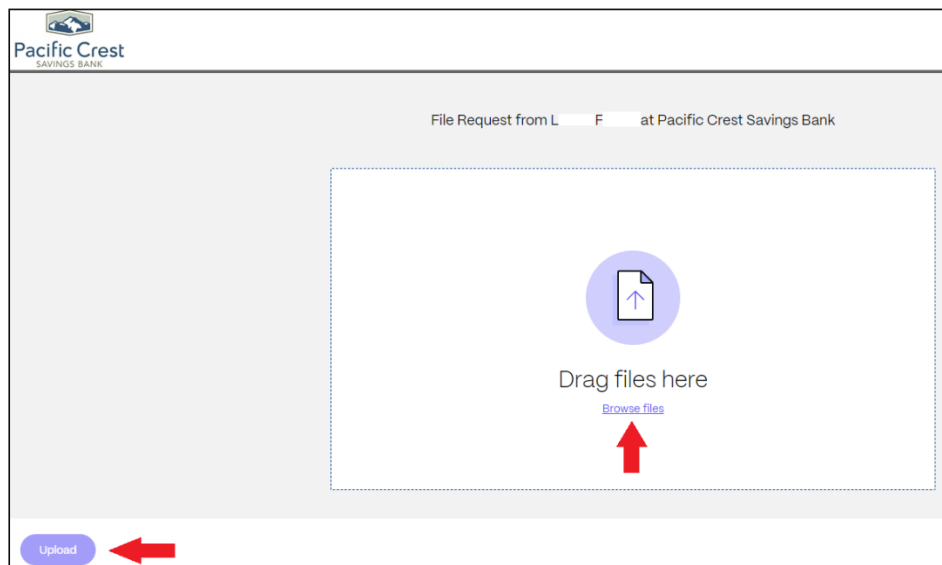 Pacific Crest
SAVINGS BANK
File Request from L F at Pacific Crest Savings Bank
Drag files here
Browse files
Upload